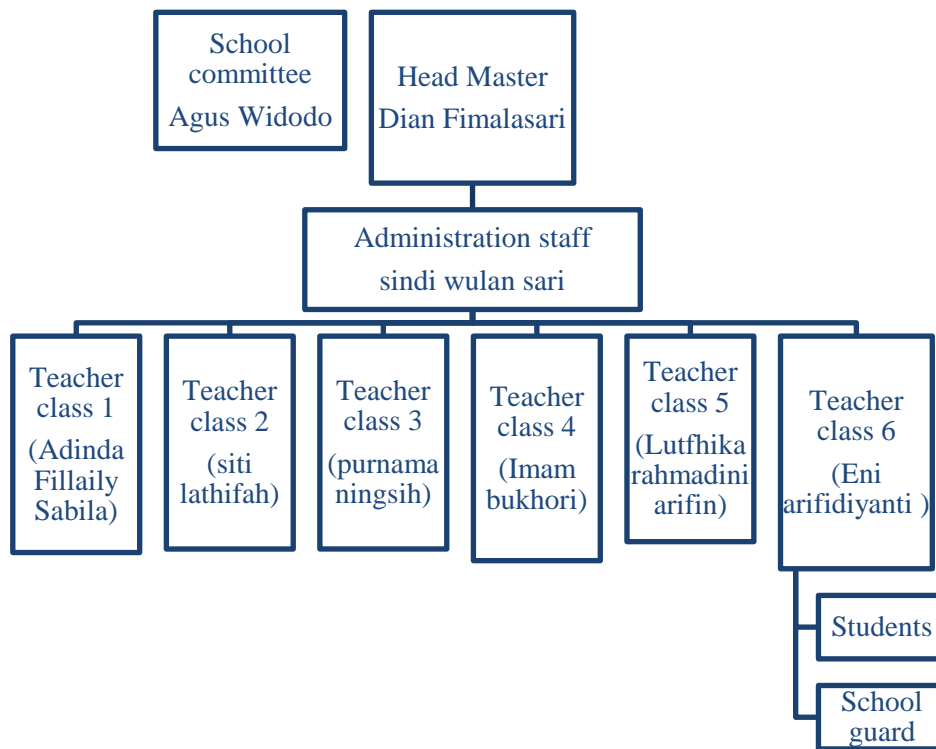 School
committee
Agus Widodo
Head Master
Dian Fimalasari
Administration staff
sindi wulan sari
Teacher
class 1
(Adinda
Fillaily
Sabila)
Teacher
class 2
(siti
lathifah)
Teacher
class 3
(purnama
ningsih)
Teacher
class 4
(Imam
bukhori)
Teacher
class 5
(Lutfhika
rahmadini
arifin)
Teacher
class 6
(Eni
arifidiyanti )
Students
School
guard